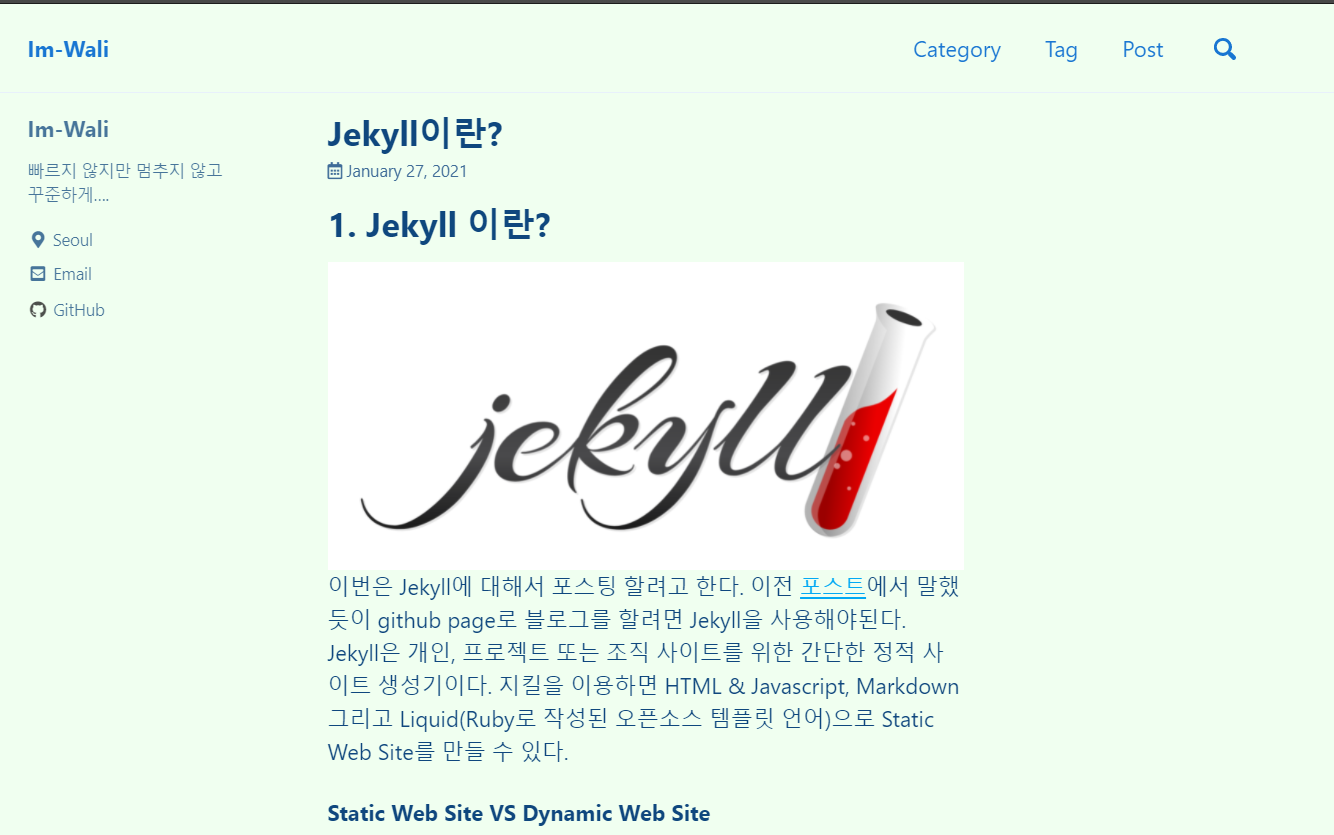 Im-Wali
Category
Tag
Post
Im-Wali
빠르지 않지만 멈추지 않고
꾸준하게....
Seoul
Email
GitHub
Jekyll이란?
January 27, 2021
1. Jekyll 이란?
jekyll
이번은 Jekyll에 대해서 포스팅 할려고 한다. 이전 포스트에서 말했
듯이 github page로 블로그를 할려면 Jekyll을 사용해야된다.
Jekyll은 개인, 프로젝트 또는 조직 사이트를 위한 간단한 정적 사
이트 생성기이다. 지킬을 이용하면 HTML & Javascript, Markdown
그리고 Liquid(Ruby로 작성된 오픈소스 템플릿 언어)으로 Static
Web Site를 만들 수 있다.
Static Web Site VS Dynamic Web Site